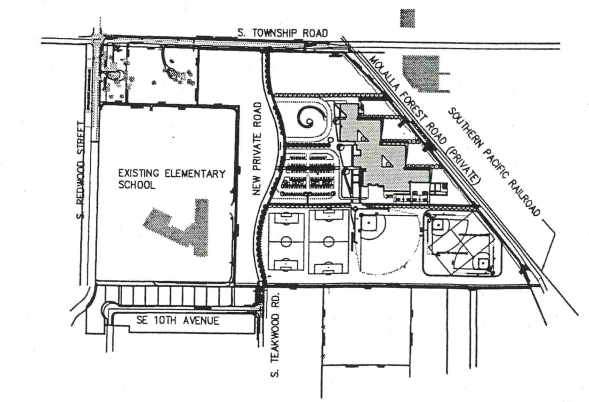 S. TOWNSHIP ROAD
MOLALLA FOREST ROAD (PRIVATE)
SOUTHERN PACIFIC RAILROAD
S. REDWOOD STREET
NEW PRIVATE ROAD
EXISTING ELEMENTARY
SCHOOL
SE 10TH AVENUE
S. TEAKWOOD RD.